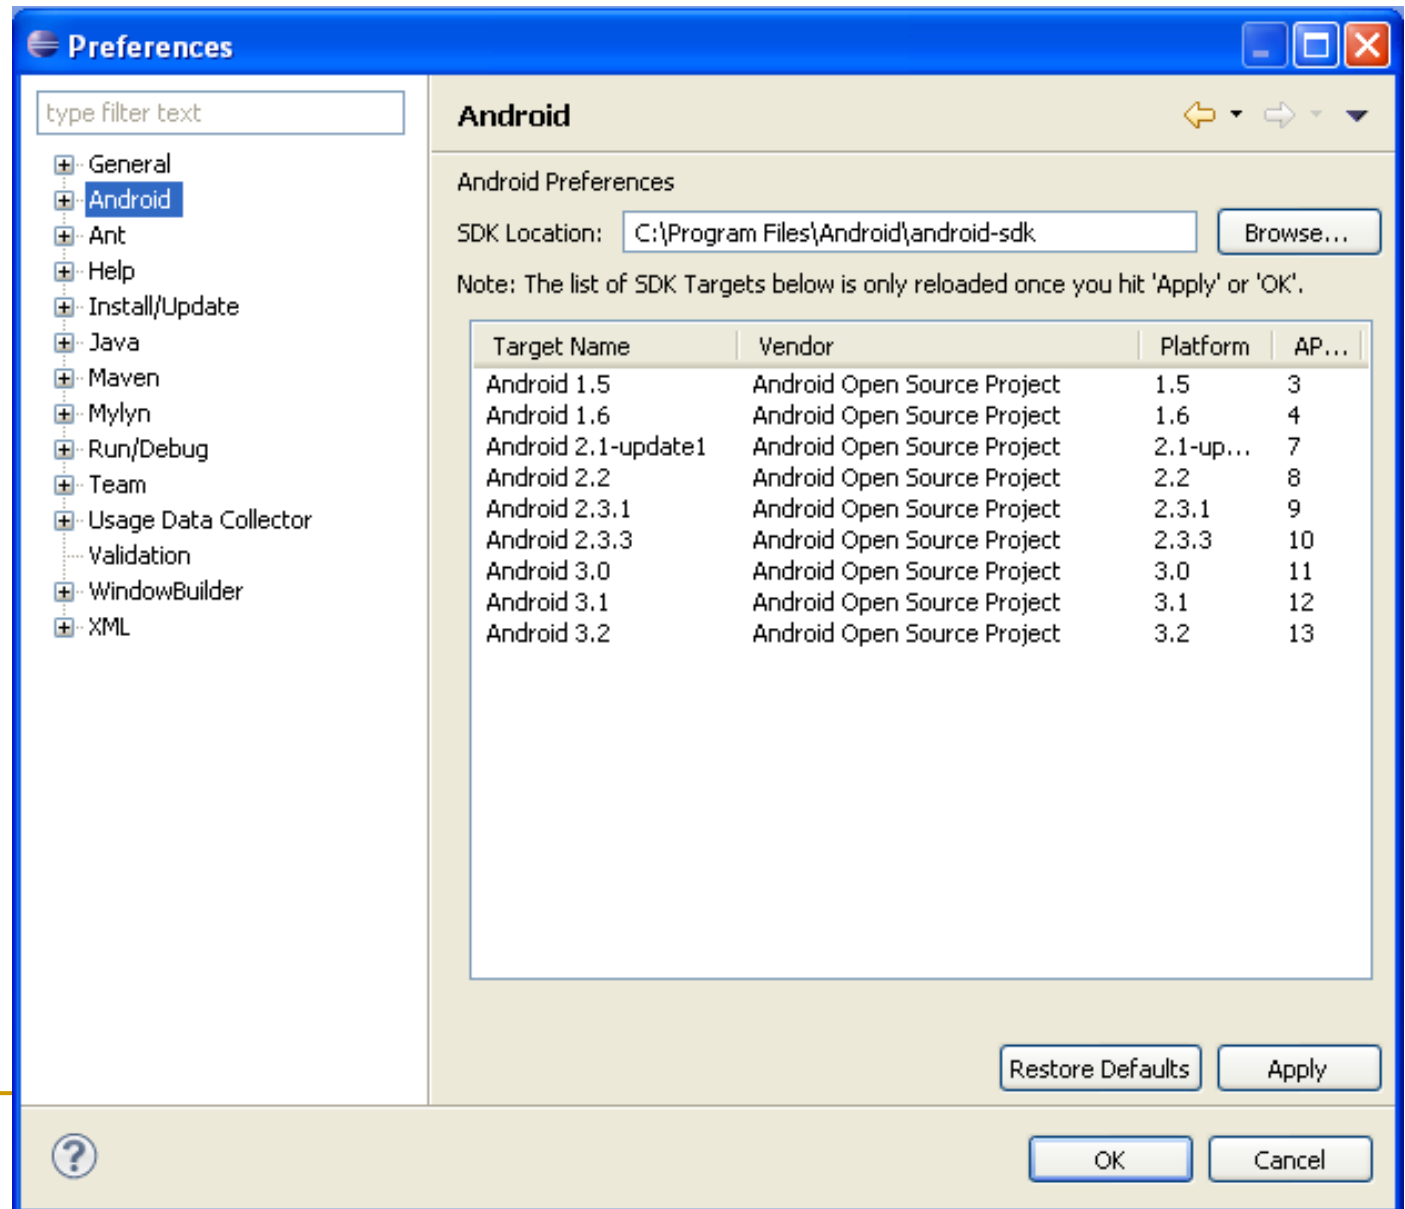 Preferences
type filter text
General
Android
Ant
Help
Install/Update
Java
Maven
Mylyn
Run/Debug
Team
Usage Data Collector
Validation
WindowBuilder
XML
Android
Android Preferences
SDK Location: C:\Program Files\Android\android-sdk Browse...
Note: The list of SDK Targets below is only reloaded once you hit 'Apply' or 'OK'.
Target Name Vendor Platform AP...
Android 1.5 Android Open Source Project 1.5 3
Android 1.6 Android Open Source Project 1.6 4
Android 2.1-update1 Android Open Source Project 2.1-up... 7
Android 2.2 Android Open Source Project 2.2 8
Android 2.3.1 Android Open Source Project 2.3.1 9
Android 2.3.3 Android Open Source Project 2.3.3 10
Android 3.0 Android Open Source Project 3.0 11
Android 3.1 Android Open Source Project 3.1 12
Android 3.2 Android Open Source Project 3.2 13
Restore Defaults Apply
? OK Cancel